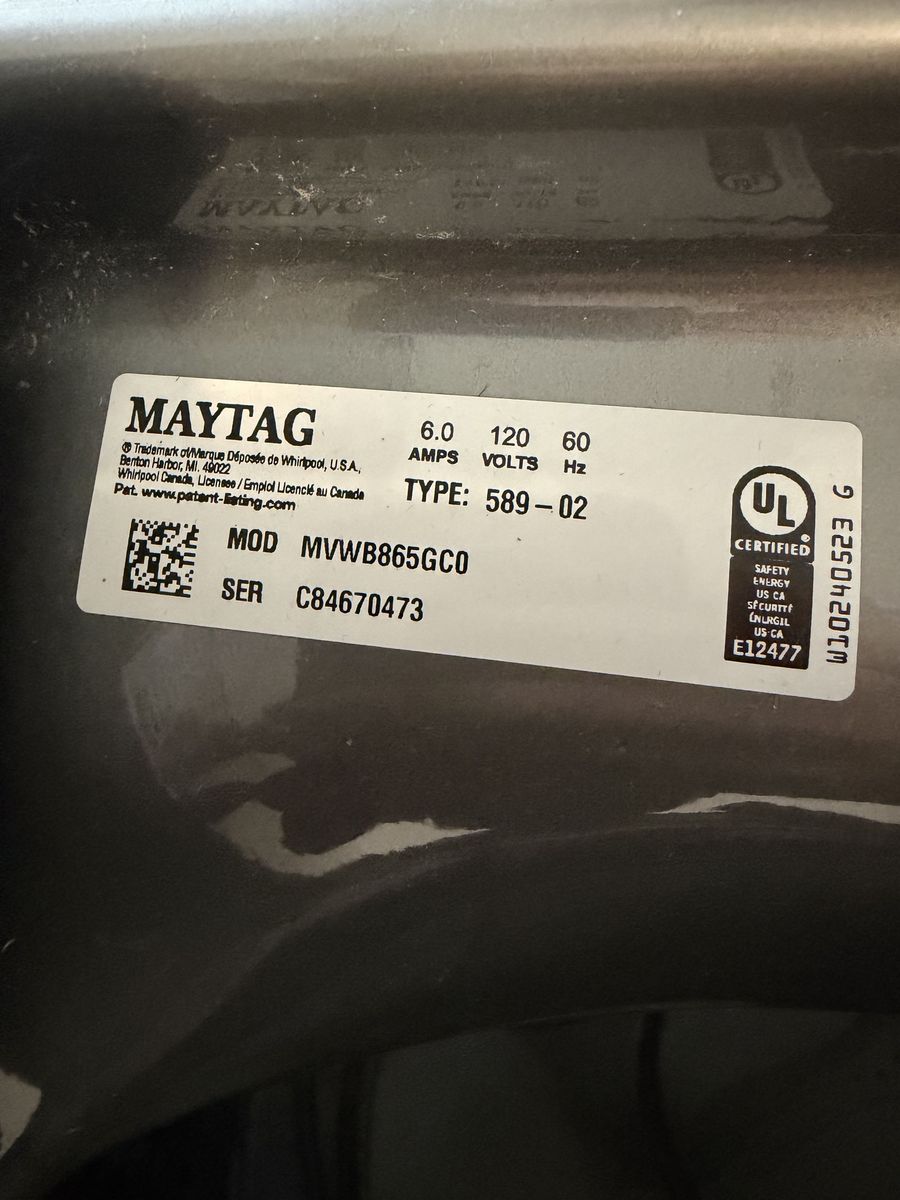 MAYTAG
® Trademark of/Marque Déposée de Whirlpool, U.S.A.,
Benton Harbor, MI. 49022
Whirlpool Canada, Licensee / Emploi Licencié au Canada
Pat. www.patent-listing.com
6.0 120 60
AMPS VOLTS Hz
TYPE: 589-02
MOD MVWB865GC0
SER C84670473
UL
®
CERTIFIED
SAFETY
ENERGY
US CA
SÉCURITÉ
ÉNERGIE
US-CA
E12477
W10240523 G